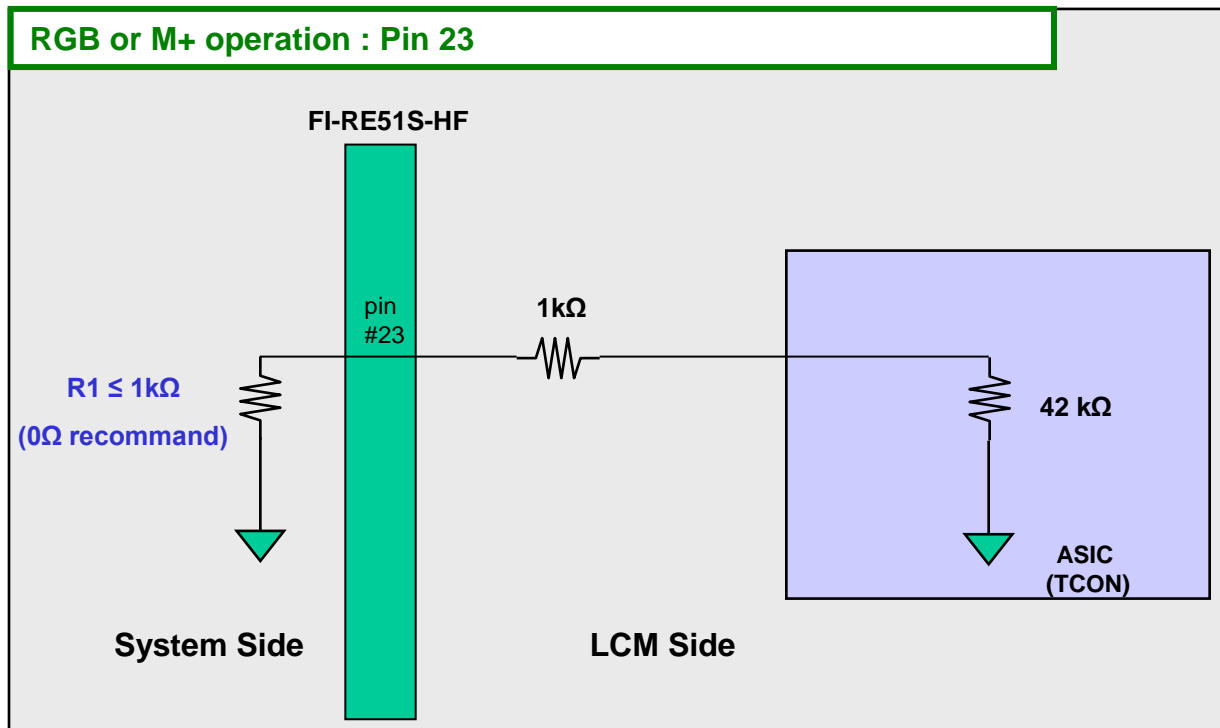 RGB or M+ operation : Pin 23
FI-RE51S-HF
pin
#23
1kΩ
R1 ≤ 1kΩ
(0Ω recommand)
42 kΩ
ASIC
(TCON)
System Side
LCM Side